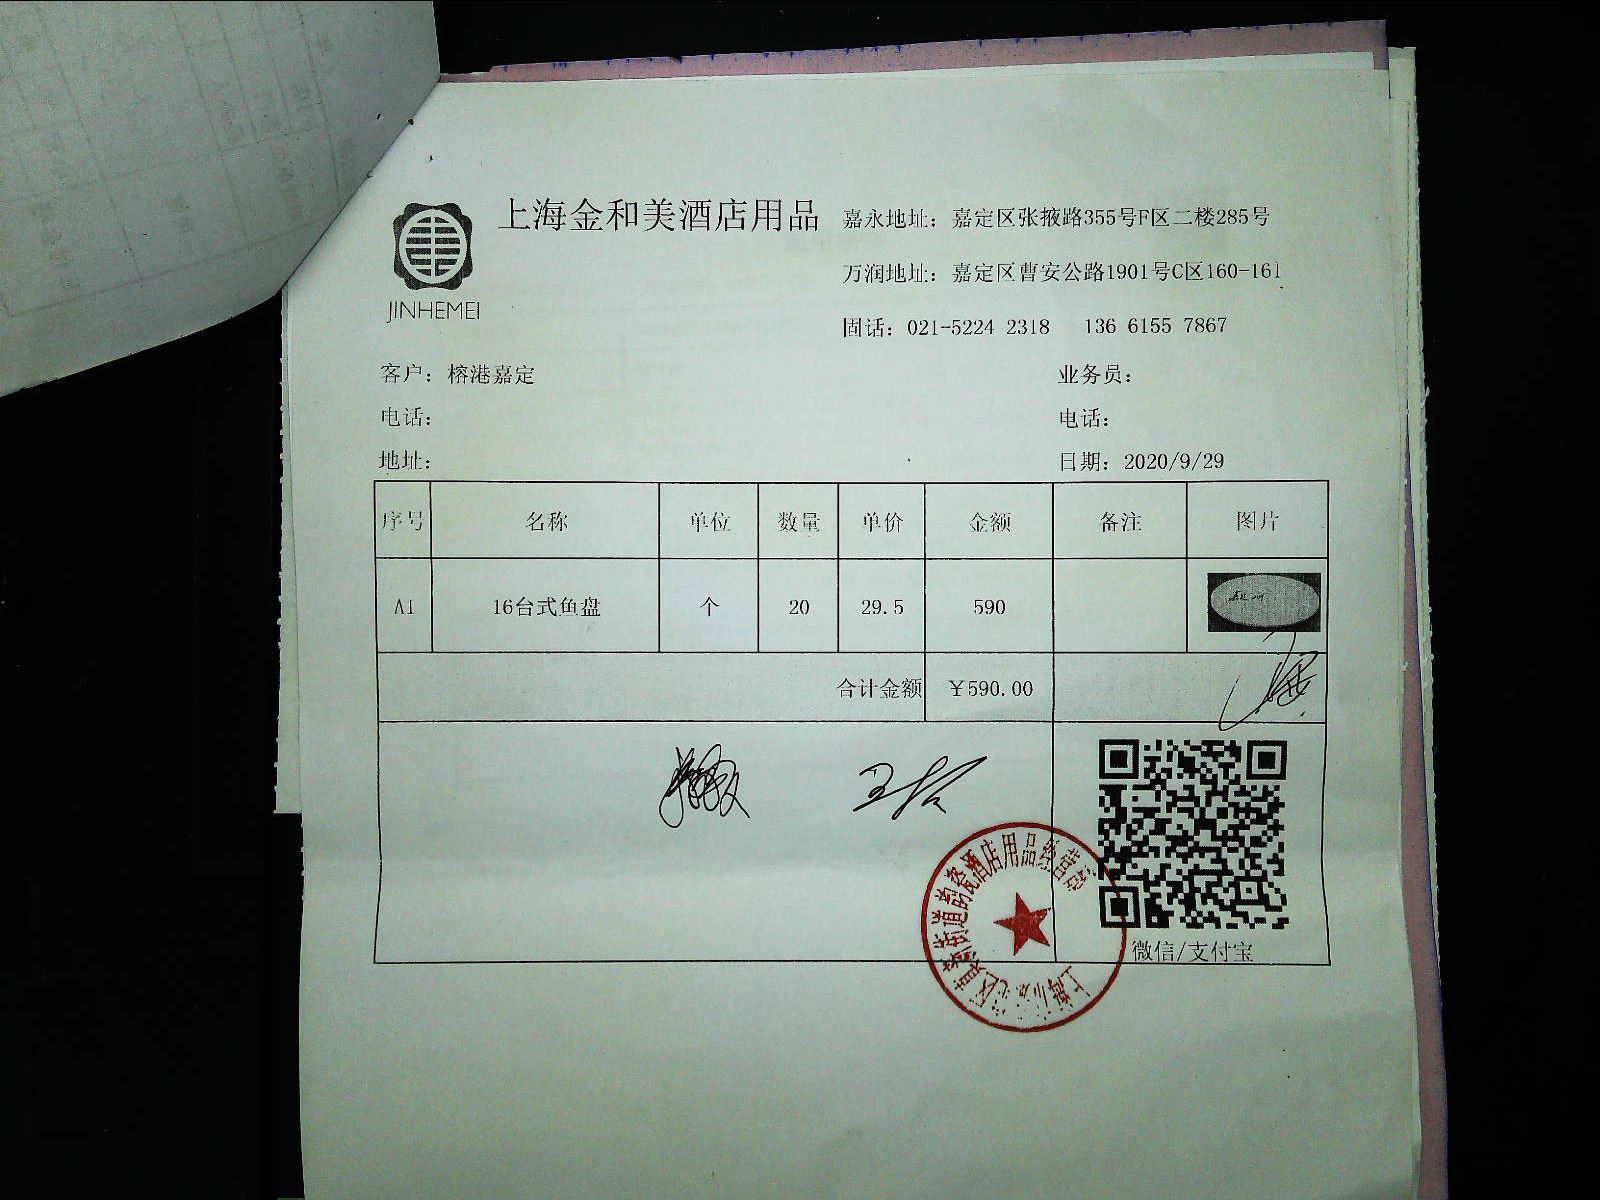 上海金和美酒店用品
嘉永地址：嘉定区张掖路355号F区二楼285号
万润地址：嘉定区曹安公路1901号C区160-161
JINHEMEI
固话：021-5224 2318 136 6155 7867
客户：榕港嘉定 业务员：
电话： 电话：
地址： 日期：2020/9/29
序号 名称 单位 数量 单价 金额 备注 图片
A1 16台式鱼盘 个 20 29.5 590
合计金额 ￥590.00
微信/支付宝